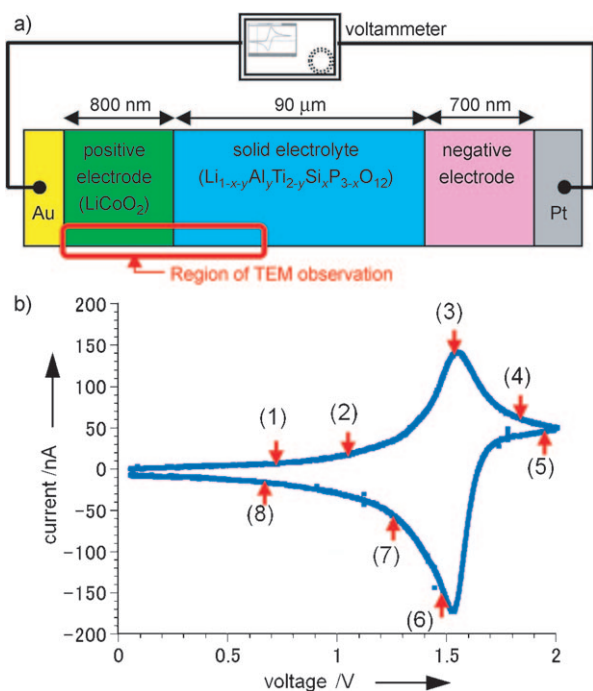 a)
voltammeter
800 nm
90 μm
700 nm
positive
electrode
(LiCoO₂)
solid electrolyte
(Li₁₋ₓ₋ᵧAlᵧTi₂₋ᵧSiₓP₃₋ₓO₁₂)
negative
electrode
Au
Pt
Region of TEM observation
b)
200
150
100
50
0
-50
-100
-150
-200
current /nA
(1)
(2)
(3)
(4)
(5)
(6)
(7)
(8)
0
0.5
1
1.5
2
voltage /V